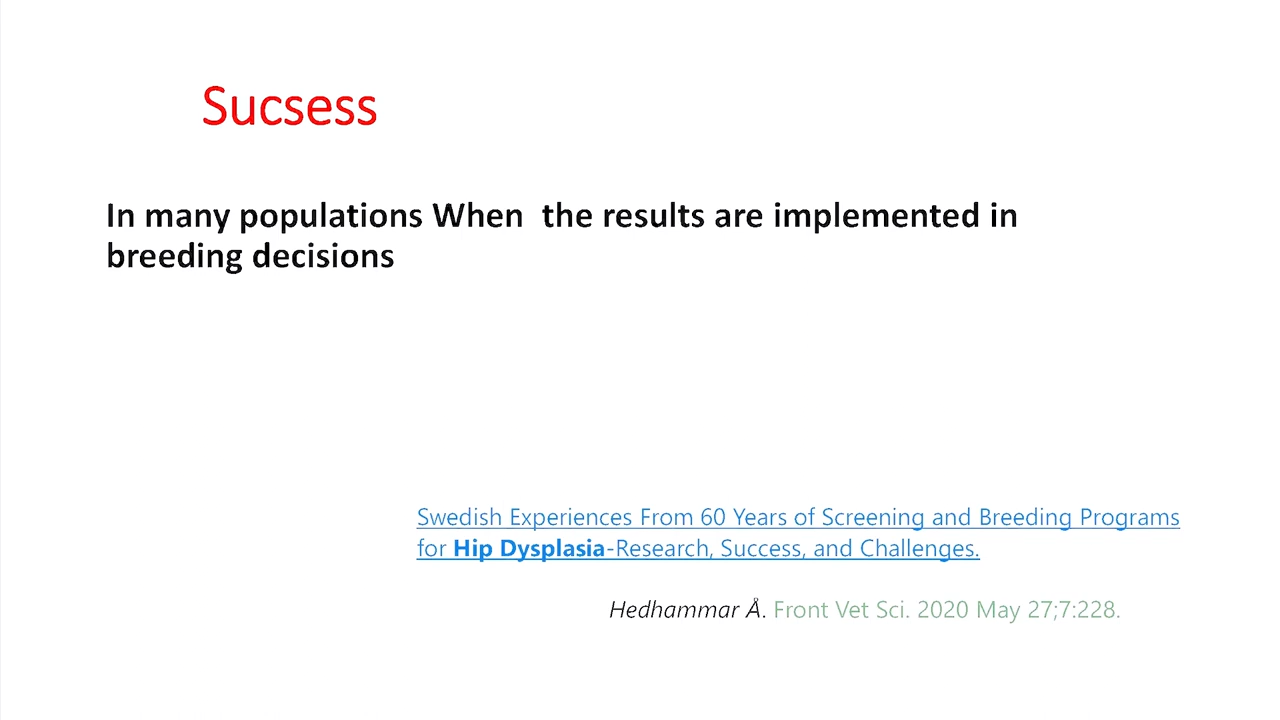 Sucsess
In many populations When  the results are implemented in
breeding decisions
Swedish Experiences From 60 Years of Screening and Breeding Programs
for Hip Dysplasia-Research, Success, and Challenges.
Hedhammar Å. Front Vet Sci. 2020 May 27;7:228.